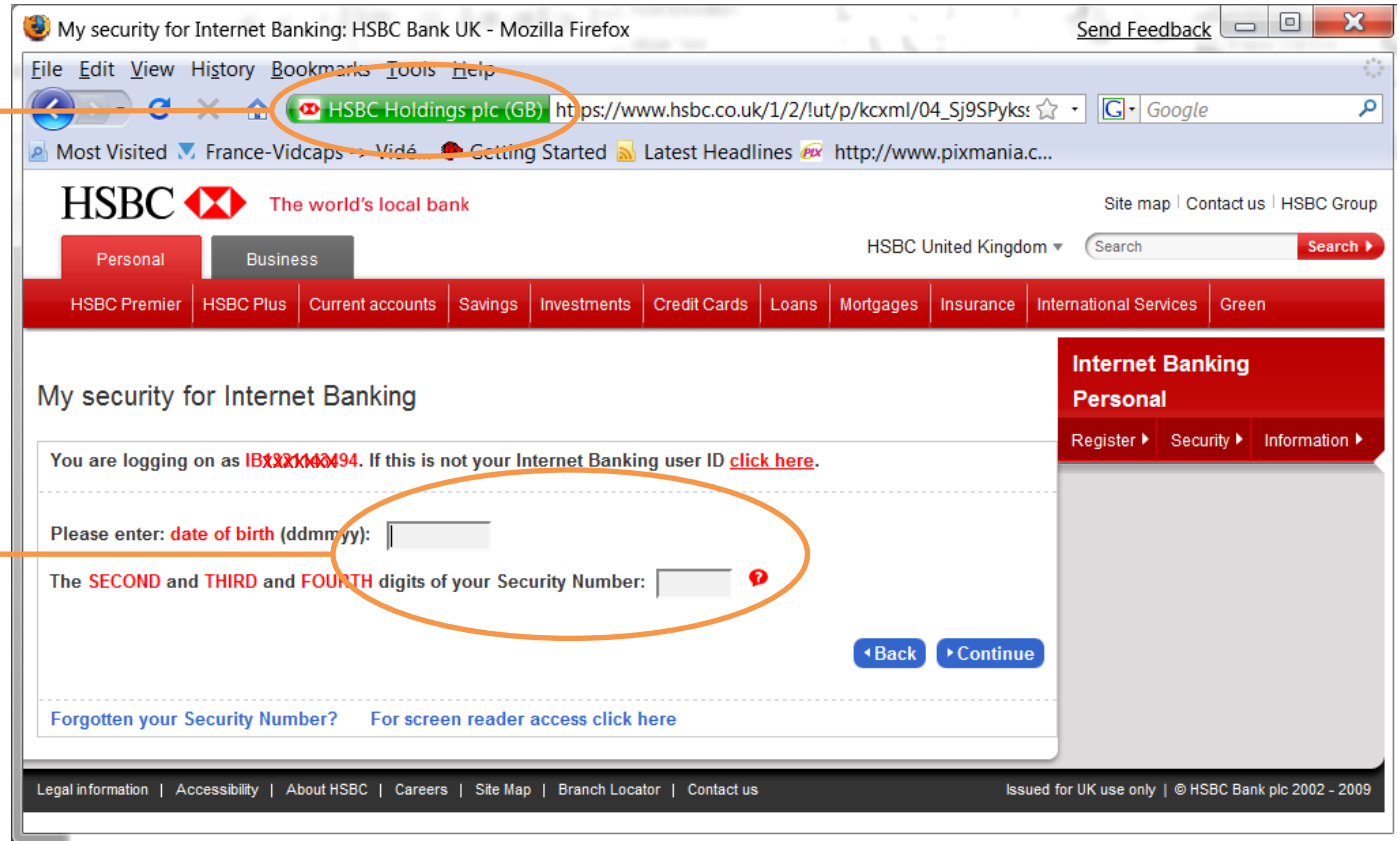 My security for Internet Banking: HSBC Bank UK - Mozilla Firefox Send Feedback
File Edit View History Bookmarks Tools Help
HSBC Holdings plc (GB) https://www.hsbc.co.uk/1/2/!ut/p/kcxml/04_Sj9SPykss Google
Most Visited France-Vidcaps -> Vidé... Getting Started Latest Headlines http://www.pixmania.c...
HSBC The world's local bank Site map | Contact us | HSBC Group
Personal Business HSBC United Kingdom Search Search
HSBC Premier HSBC Plus Current accounts Savings Investments Credit Cards Loans Mortgages Insurance International Services Green
Internet Banking
Personal
Register Security Information
My security for Internet Banking
You are logging on as. If this is not your Internet Banking user ID click here.
Please enter: date of birth (ddmmyy):
The SECOND and THIRD and FOURTH digits of your Security Number:
Back Continue
Forgotten your Security Number? For screen reader access click here
Legal information | Accessibility | About HSBC | Careers | Site Map | Branch Locator | Contact us Issued for UK use only | © HSBC Bank plc 2002 - 2009